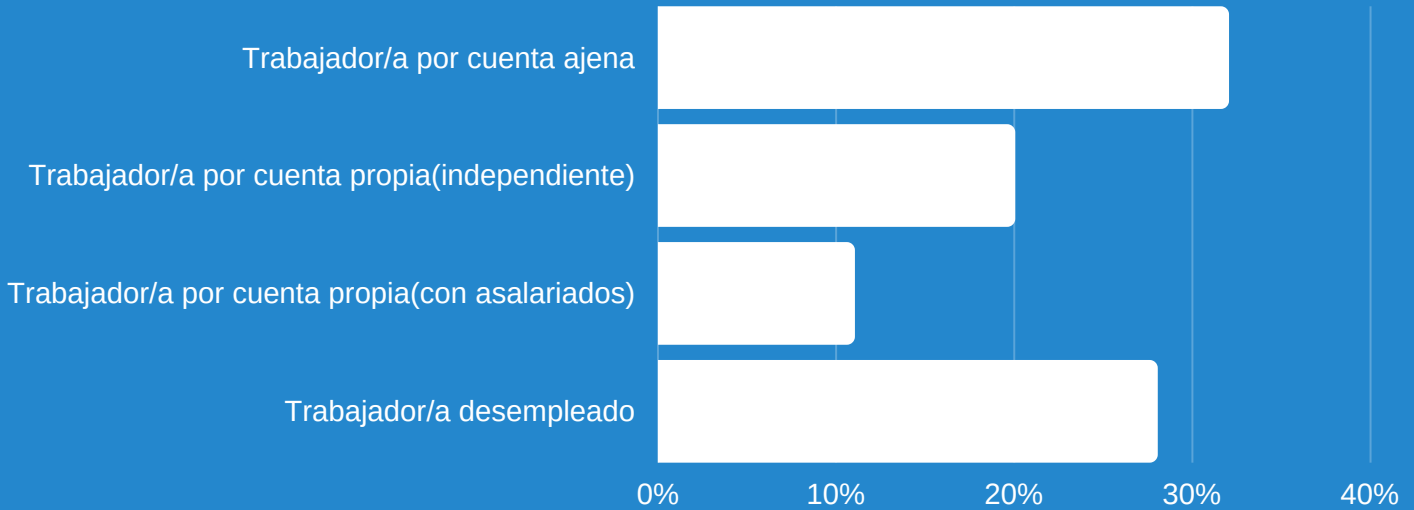 Trabajador/a por cuenta ajena
Trabajador/a por cuenta propia(independiente)
Trabajador/a por cuenta propia(con asalariados)
Trabajador/a desempleado
0% 10% 20% 30% 40%